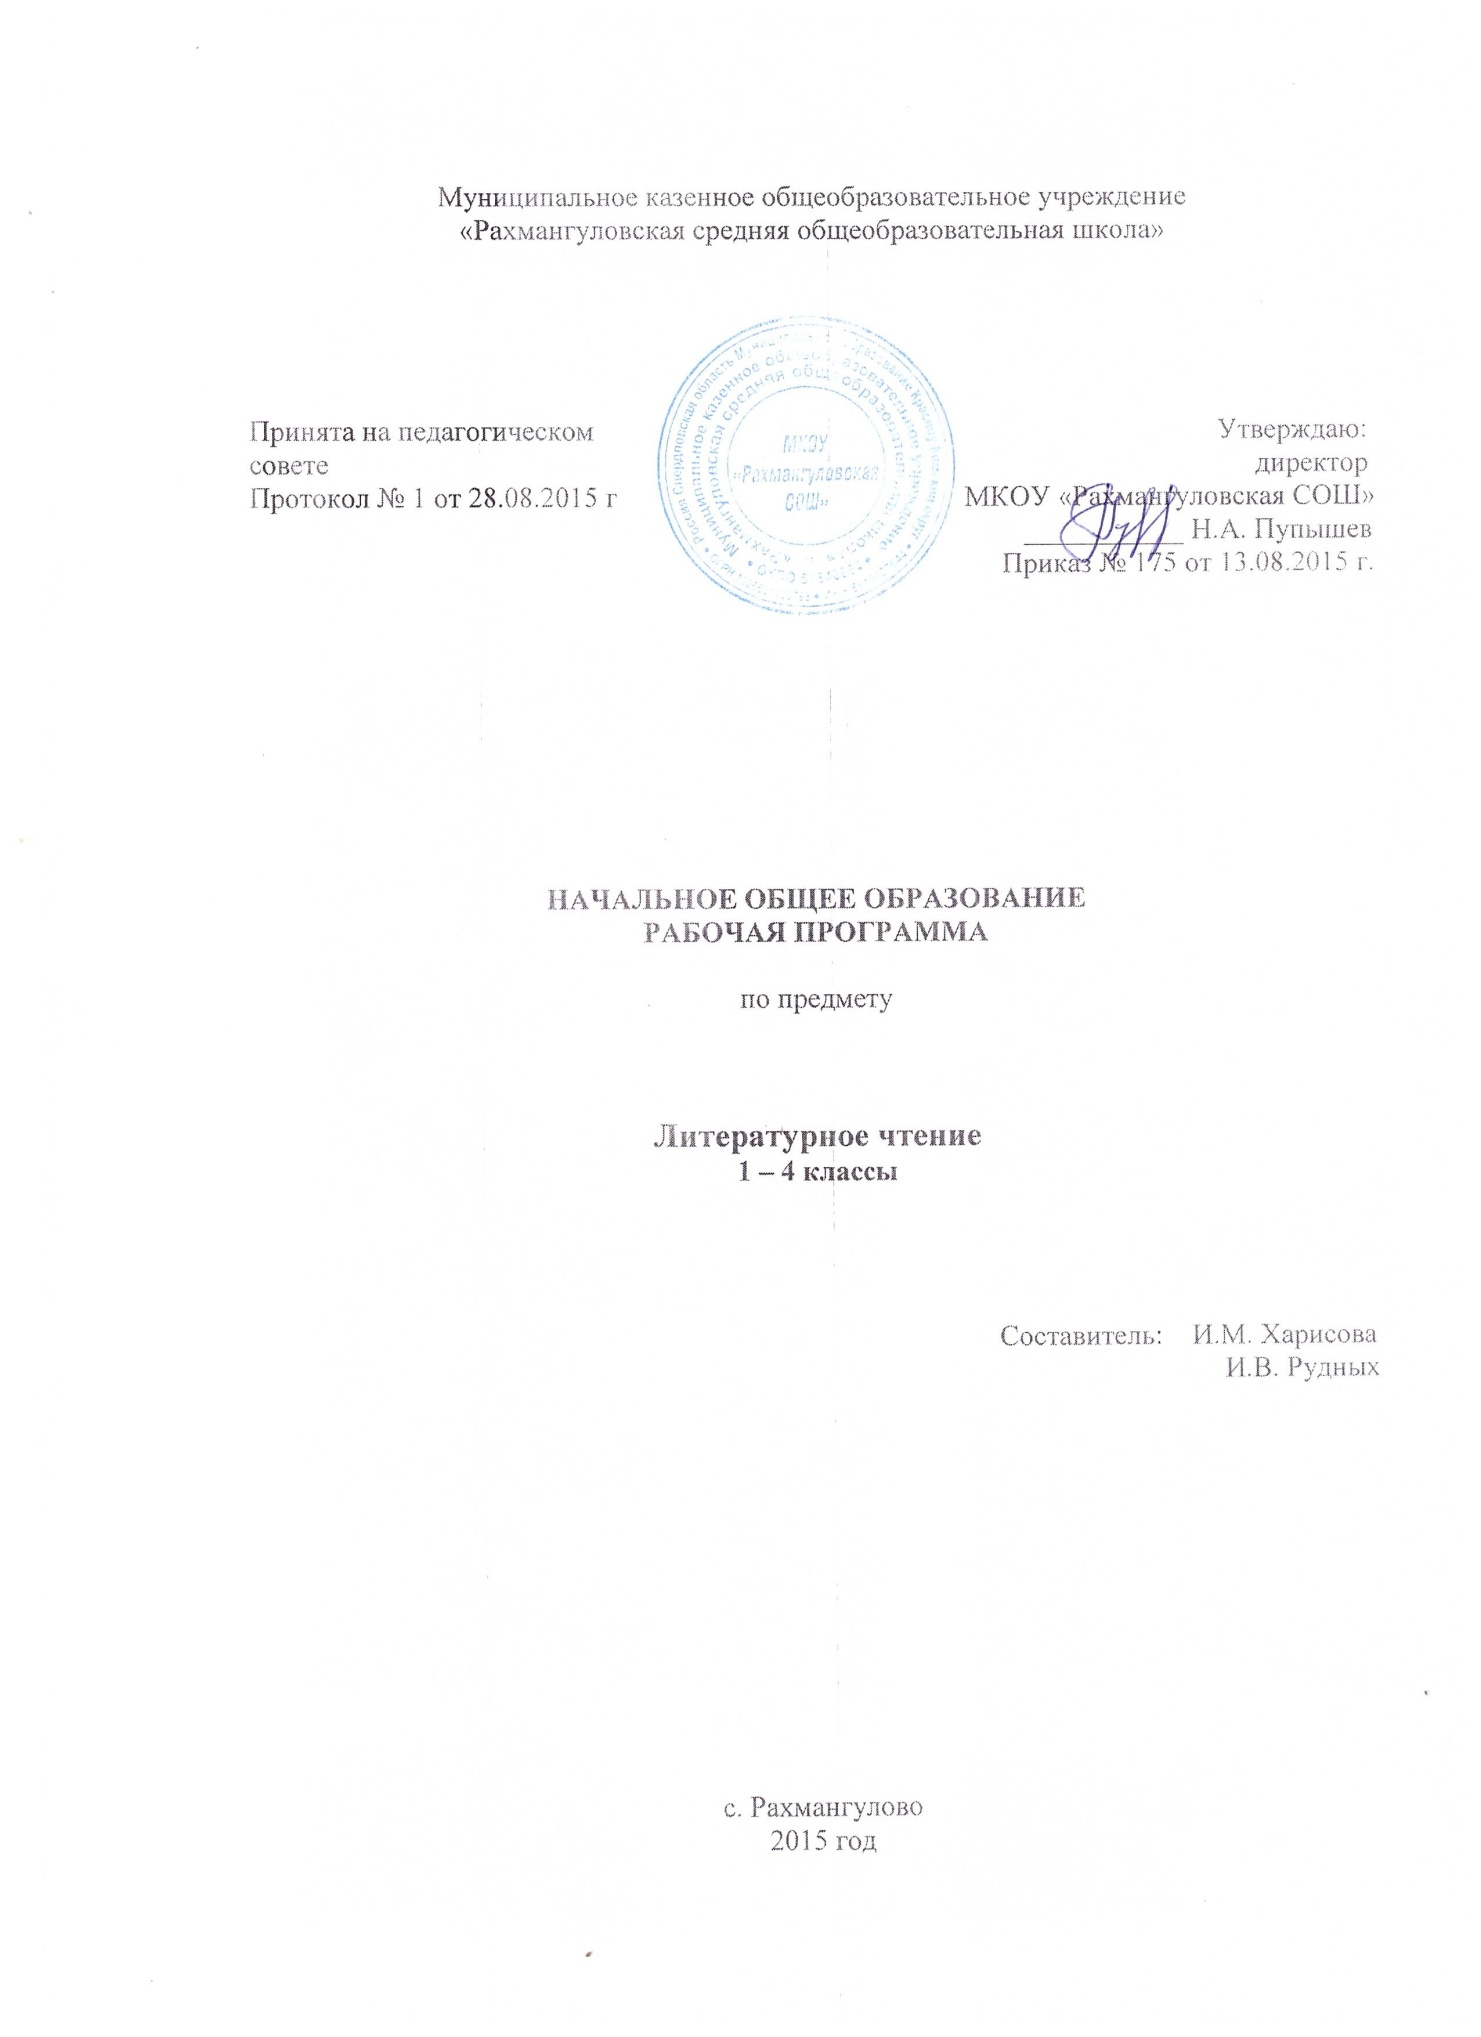 Муниципальное казенное общеобразовательное учреждение
«Рахмангуловская средняя общеобразовательная школа»
Принята на педагогическом
совете
Протокол № 1 от 28.08.2015 г
МКОУ
«Рахмангуловская
СОШ»
Утверждаю:
директор
МКОУ «Рахмангуловская СОШ»
____________ Н.А. Пупышев
Приказ № 175 от 13.08.2015 г.
НАЧАЛЬНОЕ ОБЩЕЕ ОБРАЗОВАНИЕ
РАБОЧАЯ ПРОГРАММА
по предмету
Литературное чтение
1 – 4 классы
Составитель: И.М. Харисова
И.В. Рудных
с. Рахмангулово
2015 год